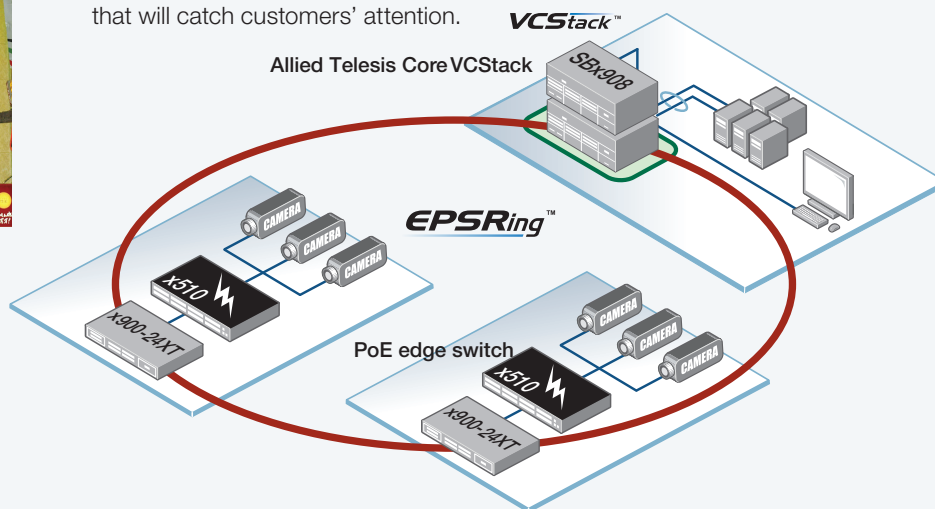 that will catch customers’ attention.
VCStack™
Allied Telesis Core VCStack
SBx908
EPSRing™
CAMERA
CAMERA
CAMERA
x510
x900-24XT
PoE edge switch
CAMERA
CAMERA
CAMERA
x510
x900-24XT